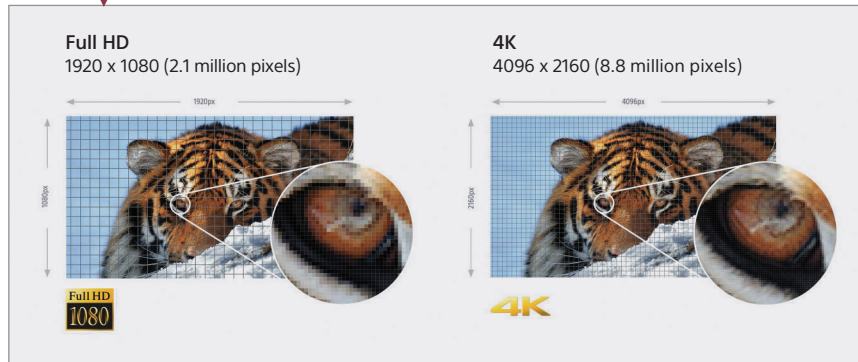 Full HD
1920 x 1080 (2.1 million pixels)
1920px
1080px
Full HD
1080
4K
4096 x 2160 (8.8 million pixels)
4096px
2160px
4K